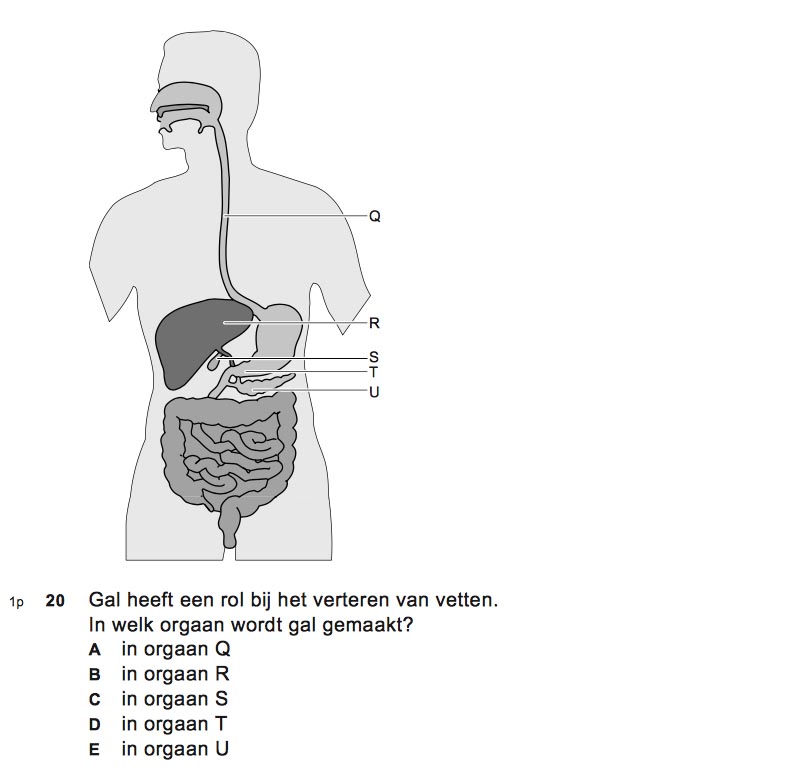 Q
R
S
T
U
1p 20 Gal heeft een rol bij het verteren van vetten.
In welk orgaan wordt gal gemaakt?
A in orgaan Q
B in orgaan R
C in orgaan S
D in orgaan T
E in orgaan U